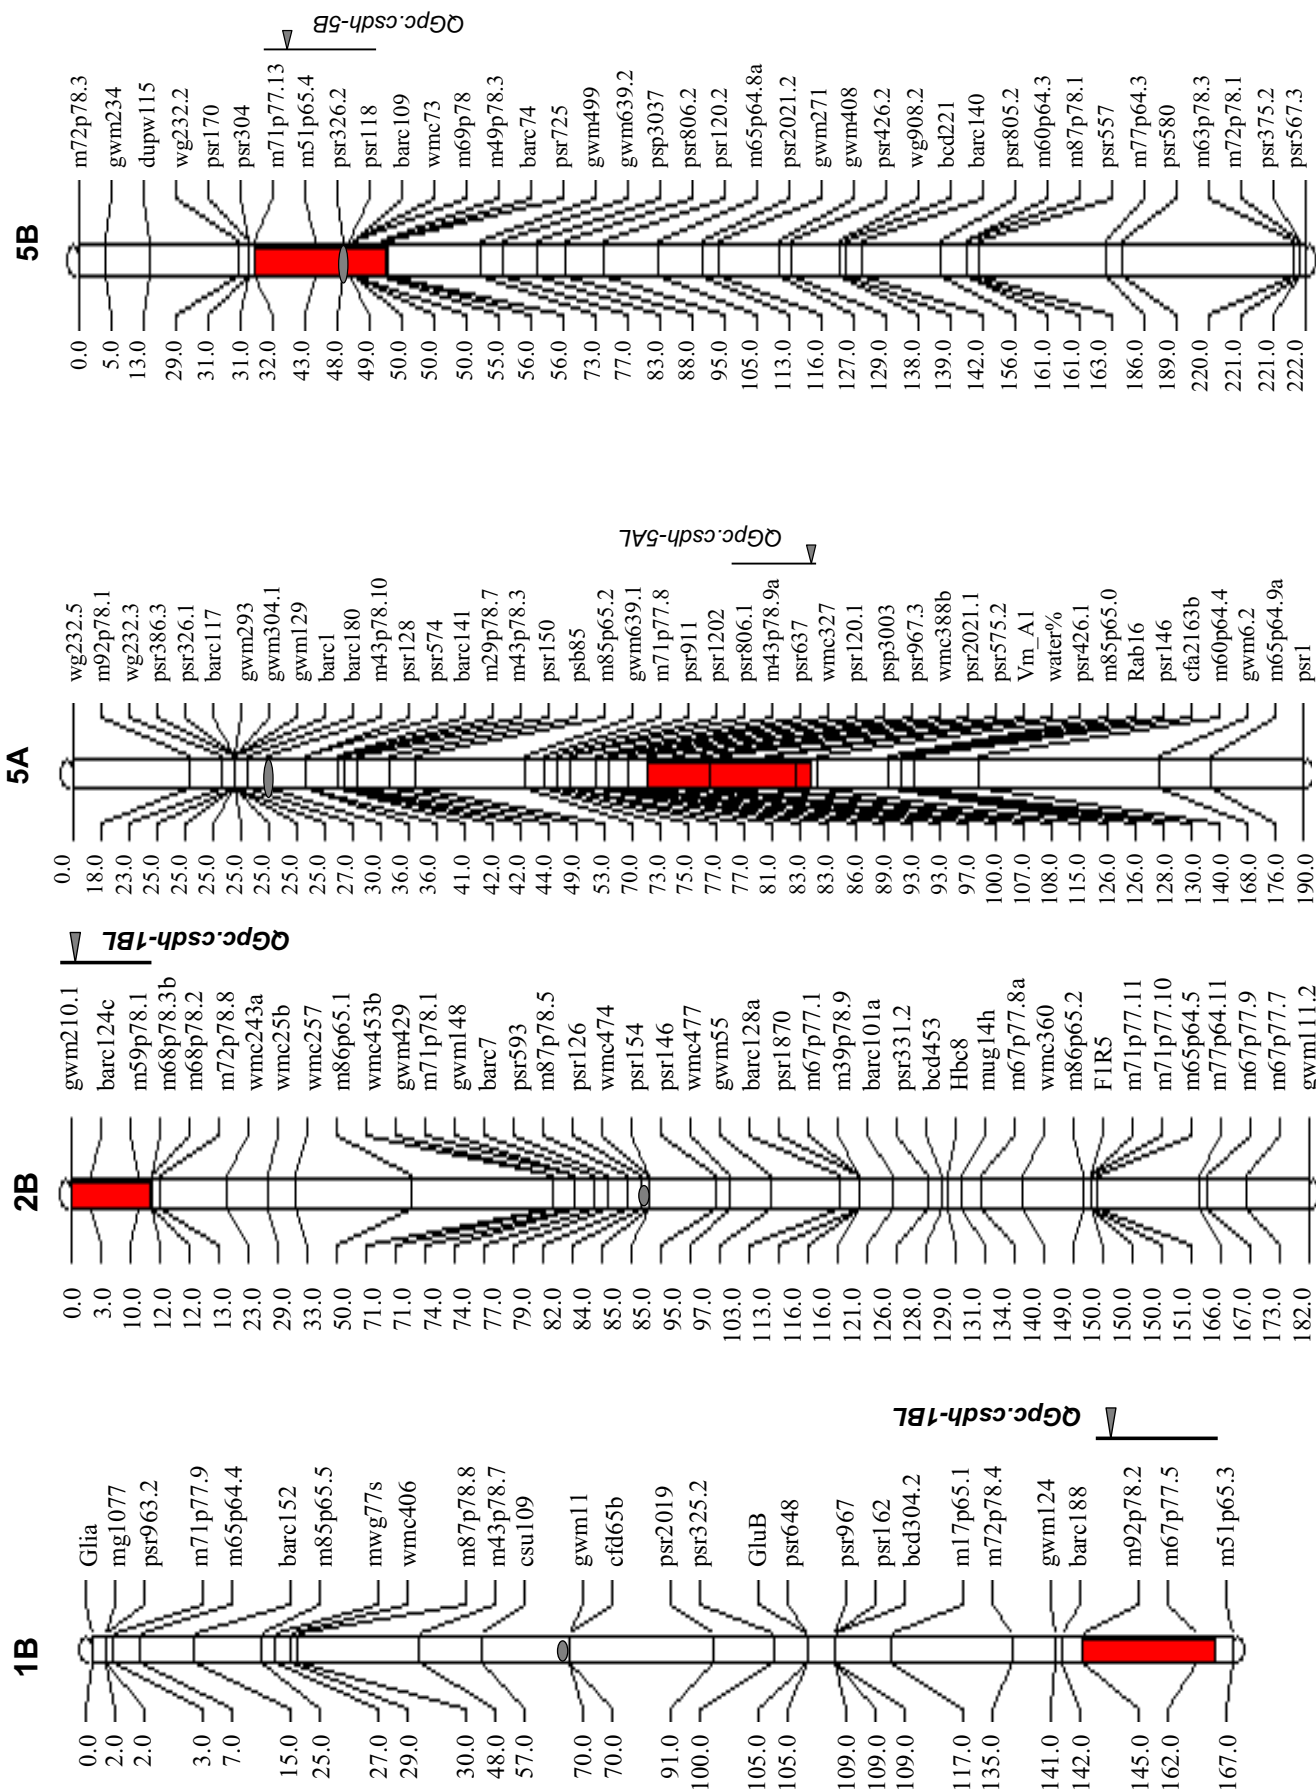 1B
0.0
2.0
2.0
3.0
7.0
15.0
25.0
27.0
29.0
30.0
48.0
57.0
70.0
70.0
91.0
100.0
105.0
105.0
109.0
109.0
109.0
117.0
135.0
141.0
142.0
145.0
162.0
167.0
Glia
mg1077
psr963.2
m71p77.9
m65p64.4
barc152
m85p65.5
mwg77s
wmc406
m87p78.8
m43p78.7
csu109
gwm11
cfd65b
psr2019
psr325.2
GluB
psr648
psr967
psr162
bcd304.2
m17p65.1
m72p78.4
gwm124
barc188
m92p78.2
m67p77.5
m51p65.3
QGpc.csdh-1BL
2B
0.0
3.0
10.0
12.0
12.0
13.0
23.0
29.0
33.0
50.0
71.0
71.0
74.0
74.0
77.0
79.0
82.0
84.0
85.0
85.0
95.0
97.0
103.0
113.0
116.0
116.0
121.0
126.0
128.0
129.0
131.0
134.0
140.0
149.0
150.0
150.0
150.0
151.0
166.0
167.0
173.0
182.0
gwm210.1
barc124c
m59p78.1
m68p78.3b
m68p78.2
m72p78.8
wmc243a
wmc25b
wmc257
m86p65.1
wmc453b
gwm429
m71p78.1
gwm148
barc7
psr593
m87p78.5
psr126
wmc474
psr154
psr146
wmc477
gwm55
barc128a
psr1870
m67p77.1
m39p78.9
barc101a
psr331.2
bcd453
Hbc8
mug14h
m67p77.8a
wmc360
m86p65.2
F1R5
m71p77.11
m71p77.10
m65p64.5
m77p64.11
m67p77.9
m67p77.7
gwm111.2
QGpc.csdh-1BL
5A
0.0
18.0
23.0
25.0
25.0
25.0
25.0
25.0
25.0
25.0
27.0
30.0
36.0
36.0
41.0
42.0
42.0
44.0
49.0
53.0
70.0
73.0
75.0
77.0
77.0
81.0
83.0
83.0
86.0
89.0
93.0
93.0
97.0
100.0
107.0
108.0
115.0
126.0
126.0
128.0
130.0
140.0
168.0
176.0
190.0
wg232.5
m92p78.1
wg232.3
psr386.3
psr326.1
barc117
gwm293
gwm304.1
gwm129
barc1
barc180
m43p78.10
psr128
psr574
barc141
m29p78.7
m43p78.3
psr150
psb85
m85p65.2
gwm639.1
m71p77.8
psr911
psr1202
psr806.1
m43p78.9a
psr637
wmc327
psr120.1
psp3003
psr967.3
wmc388b
psr2021.1
psr575.2
Vm_A1
water%
psr426.1
m85p65.0
Rab16
psr146
cfa2163b
m60p64.4
gwm6.2
m65p64.9a
psr1
QGpc.csdh-5AL
5B
0.0
5.0
13.0
29.0
31.0
31.0
32.0
43.0
48.0
49.0
50.0
50.0
50.0
55.0
56.0
56.0
73.0
77.0
83.0
88.0
95.0
105.0
113.0
116.0
127.0
129.0
138.0
139.0
142.0
156.0
161.0
161.0
163.0
186.0
189.0
220.0
221.0
221.0
222.0
m72p78.3
gwm234
dupw115
wg232.2
psr170
psr304
m71p77.13
m51p65.4
psr326.2
psr118
barc109
wmc73
m69p78
m49p78.3
barc74
psr725
gwm499
gwm639.2
psp3037
psr806.2
psr120.2
m65p64.8a
psr2021.2
gwm271
gwm408
psr426.2
wg908.2
bcd221
barc140
psr805.2
m60p64.3
m87p78.1
psr557
m77p64.3
psr580
m63p78.3
m72p78.1
psr375.2
psr567.3
QGpc.csdh-5B